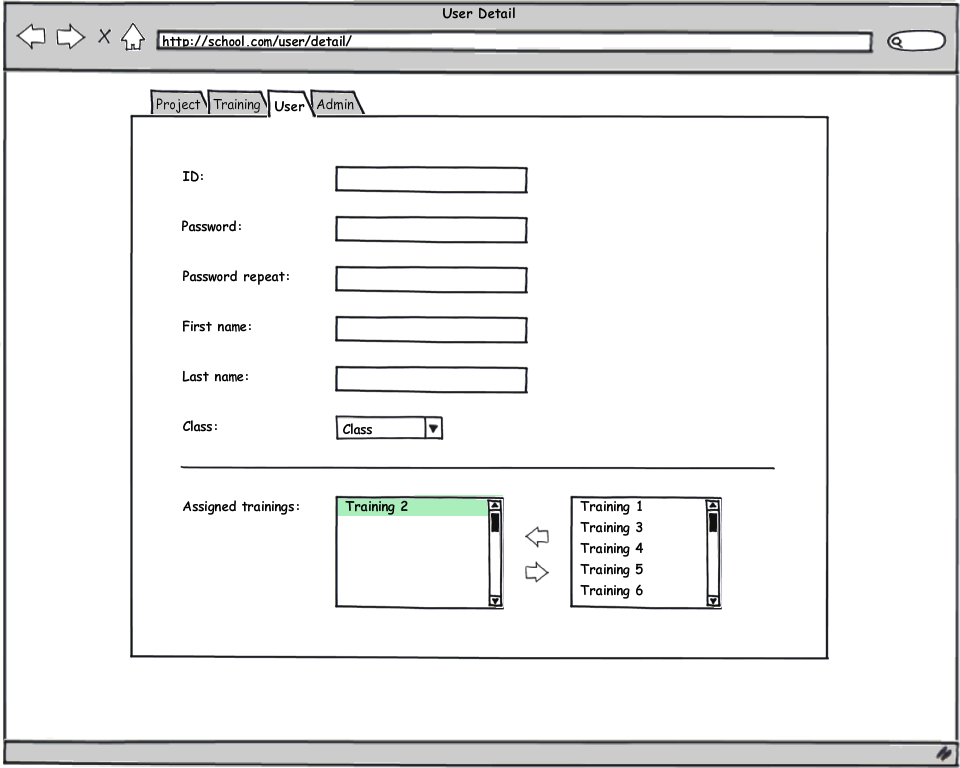 User Detail
http://school.com/user/detail/
Project Training User Admin
ID:
Password:
Password repeat:
First name:
Last name:
Class: Class
Assigned trainings: Training 2 Training 1
Training 3
Training 4
Training 5
Training 6